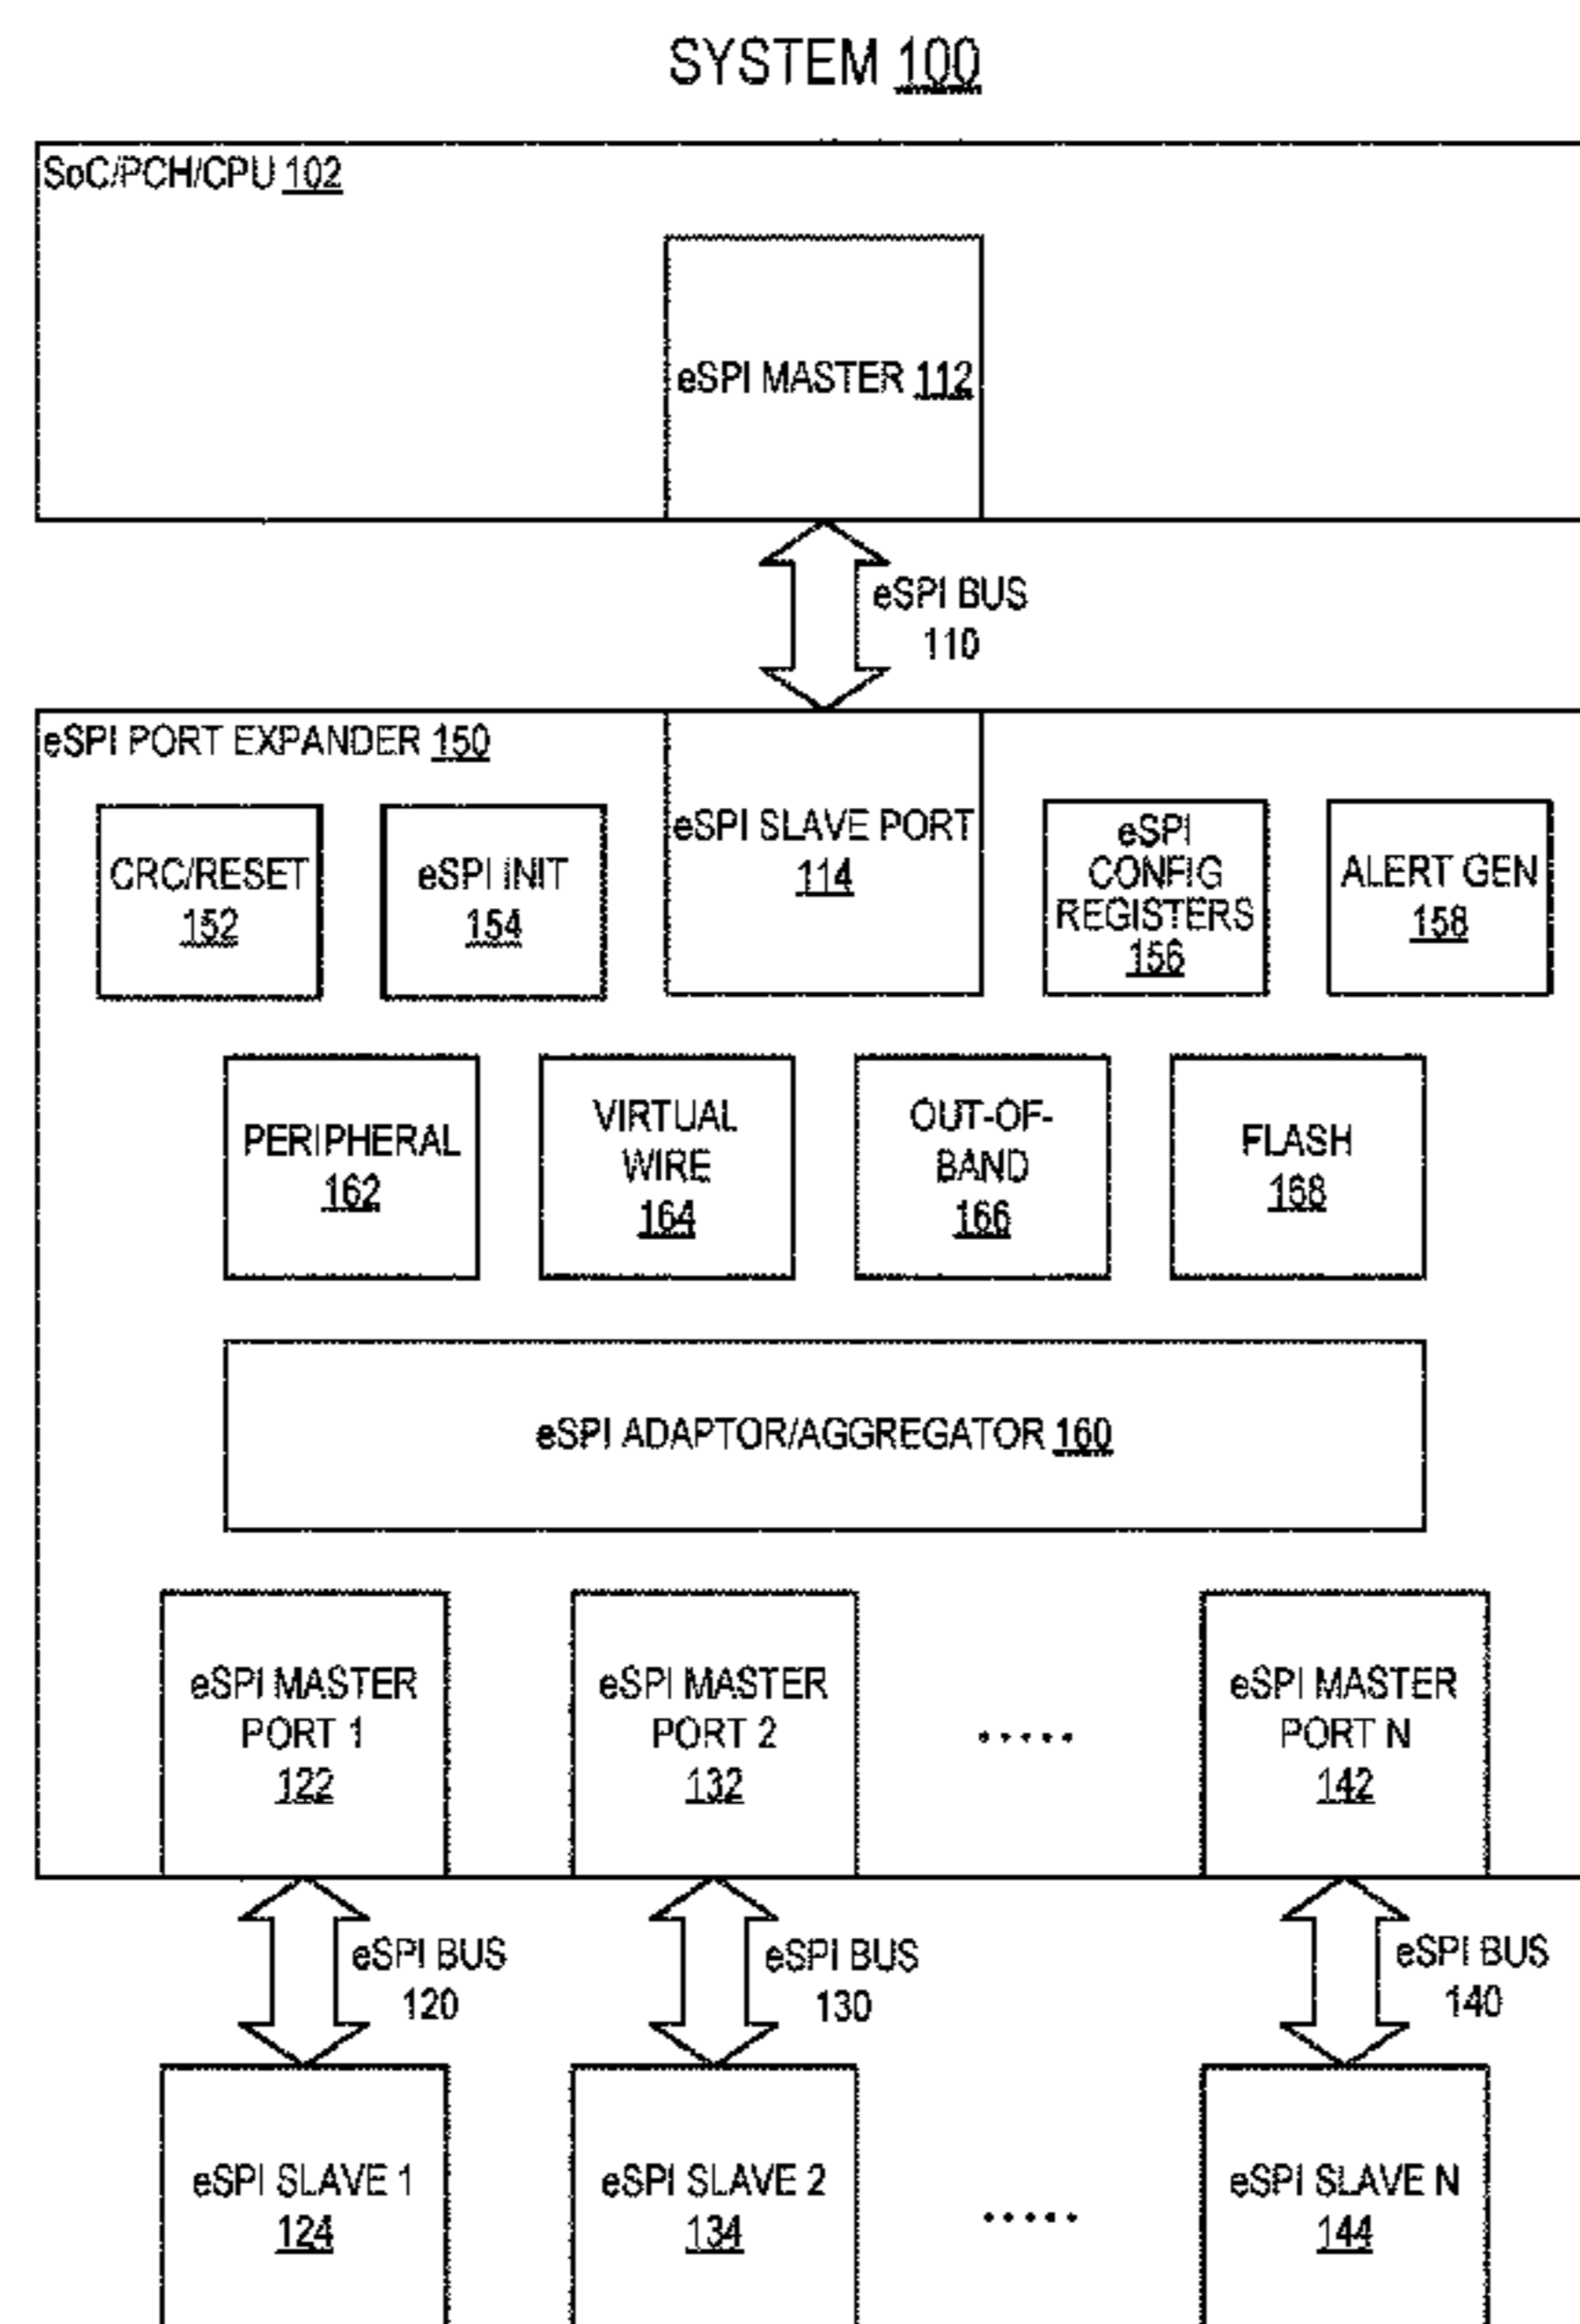 SYSTEM 100
SoC/PCH/CPU 102
eSPI MASTER 112
eSPI BUS
110
eSPI PORT EXPANDER 150
CRC/RESET
152
eSPI INIT
154
eSPI SLAVE PORT
114
eSPI
CONFIG
REGISTERS
156
ALERT GEN
158
PERIPHERAL
162
VIRTUAL
WIRE
164
OUT-OF-
BAND
166
FLASH
168
eSPI ADAPTOR/AGGREGATOR 160
eSPI MASTER
PORT 1
122
eSPI MASTER
PORT 2
132
.....
eSPI MASTER
PORT N
142
eSPI BUS
120
eSPI BUS
130
eSPI BUS
140
eSPI SLAVE 1
124
eSPI SLAVE 2
134
.....
eSPI SLAVE N
144